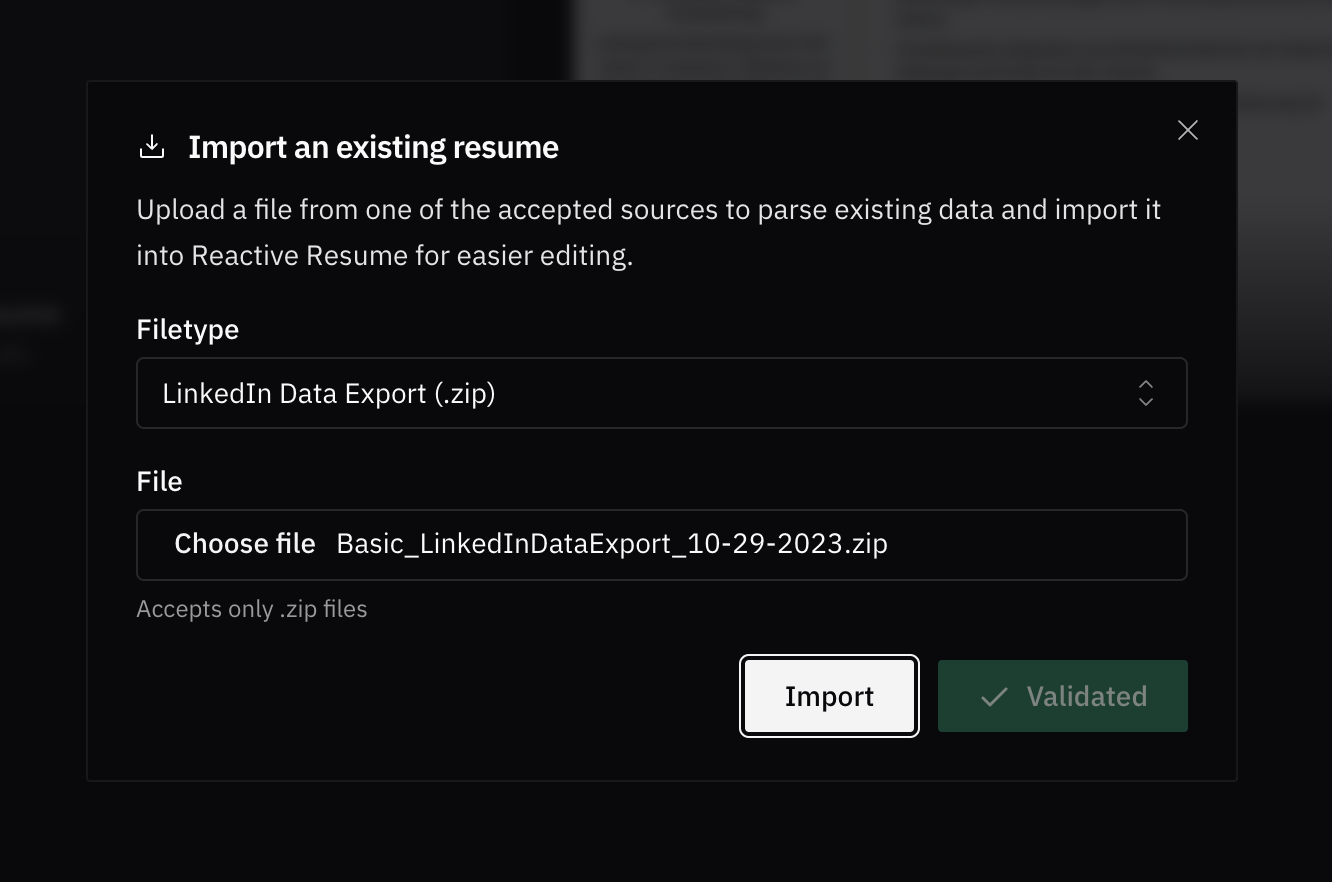 Import an existing resume
Upload a file from one of the accepted sources to parse existing data and import it
into Reactive Resume for easier editing.
Filetype
LinkedIn Data Export (.zip)
File
Choose file Basic_LinkedInDataExport_10-29-2023.zip
Accepts only .zip files
Import
Validated